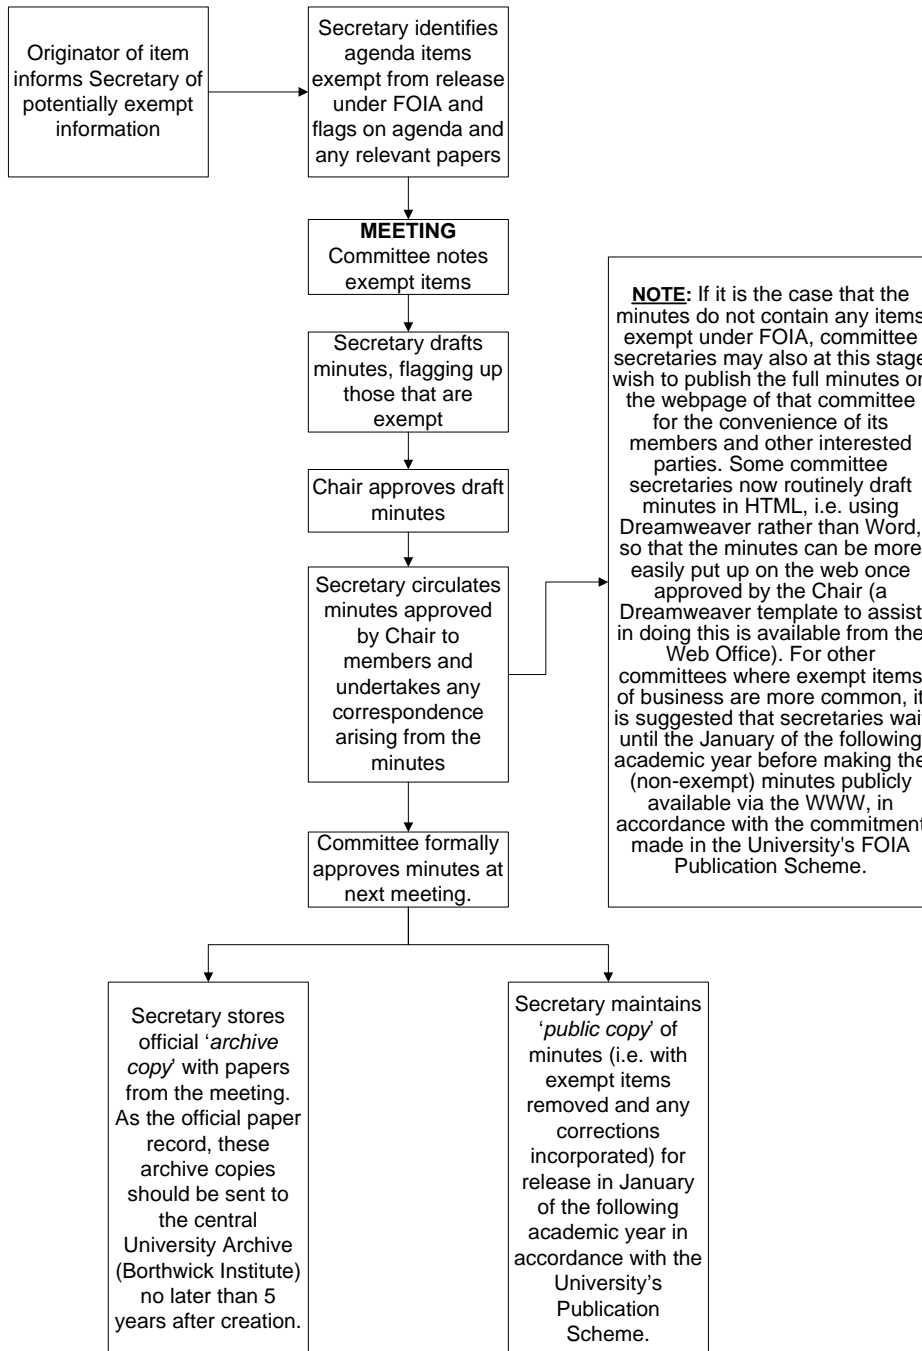 Originator of item
informs Secretary of
potentially exempt
information
Secretary identifies
agenda items
exempt from release
under FOIA and
flags on agenda and
any relevant papers
MEETING
Committee notes
exempt items
Secretary drafts
minutes, flagging up
those that are
exempt
Chair approves draft
minutes
Secretary circulates
minutes approved
by Chair to
members and
undertakes any
correspondence
arising from the
minutes
NOTE: If it is the case that the
minutes do not contain any items
exempt under FOIA, committee
secretaries may also at this stage
wish to publish the full minutes on
the webpage of that committee
for the convenience of its
members and other interested
parties. Some committee
secretaries now routinely draft
minutes in HTML, i.e. using
Dreamweaver rather than Word,
so that the minutes can be more
easily put up on the web once
approved by the Chair (a
Dreamweaver template to assist
in doing this is available from the
Web Office). For other
committees where exempt items
of business are more common, it
is suggested that secretaries wait
until the January of the following
academic year before making the
(non-exempt) minutes publicly
available via the WWW, in
accordance with the commitment
made in the University's FOIA
Publication Scheme.
Committee formally
approves minutes at
next meeting.
Secretary stores
official ‘archive
copy’ with papers
from the meeting.
As the official paper
record, these
archive copies
should be sent to
the central
University Archive
(Borthwick Institute)
no later than 5
years after creation.
Secretary maintains
‘public copy’ of
minutes (i.e. with
exempt items
removed and any
corrections
incorporated) for
release in January
of the following
academic year in
accordance with the
University’s
Publication
Scheme.